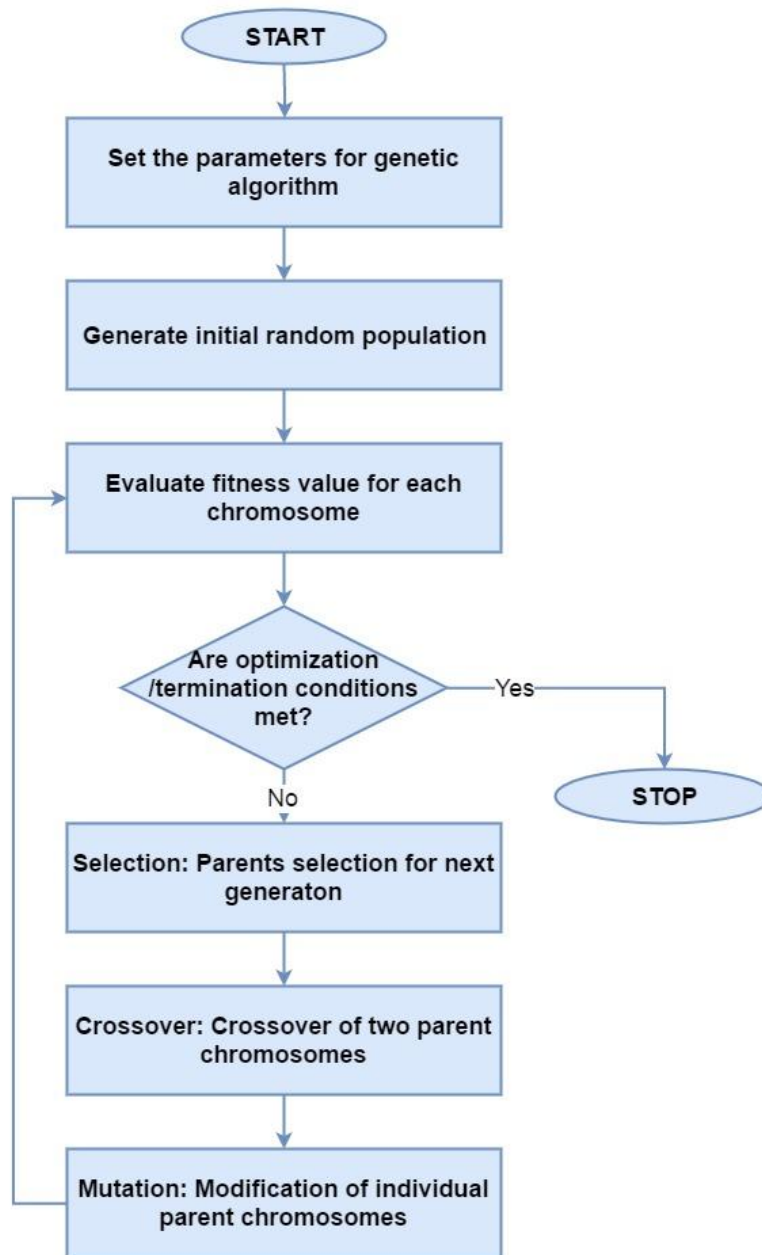 START
Set the parameters for genetic
algorithm
Generate initial random population
Evaluate fitness value for each
chromosome
Are optimization
/termination conditions
met?
Yes
STOP
No
Selection: Parents selection for next
generaton
Crossover: Crossover of two parent
chromosomes
Mutation: Modification of individual
parent chromosomes